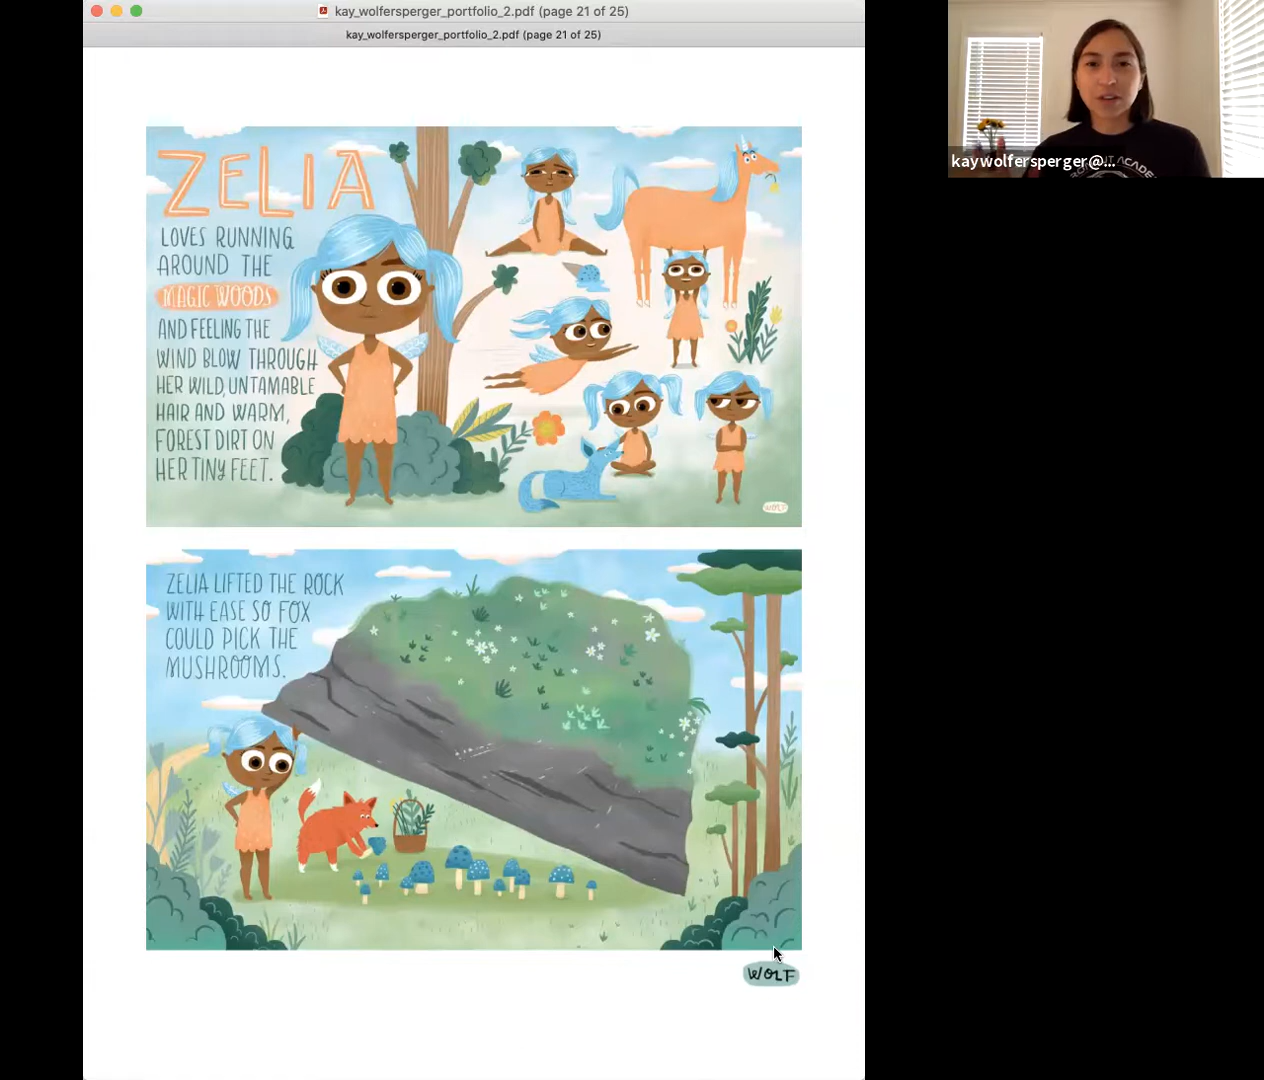 kay_wolfersperger_portfolio_2.pdf (page 21 of 25)
kay_wolfersperger_portfolio_2.pdf (page 21 of 25)
ZELIA
LOVES RUNNING
AROUND THE
MAGIC WOODS
AND FEELING THE
WIND BLOW THROUGH
HER WILD, UNTAMABLE
HAIR AND WARM,
FOREST DIRT ON
HER TINY FEET.
WOLF
ZELIA LIFTED THE ROCK
WITH EASE SO FOX
COULD PICK THE
MUSHROOMS.
WOLF
kaywolfersperger@...